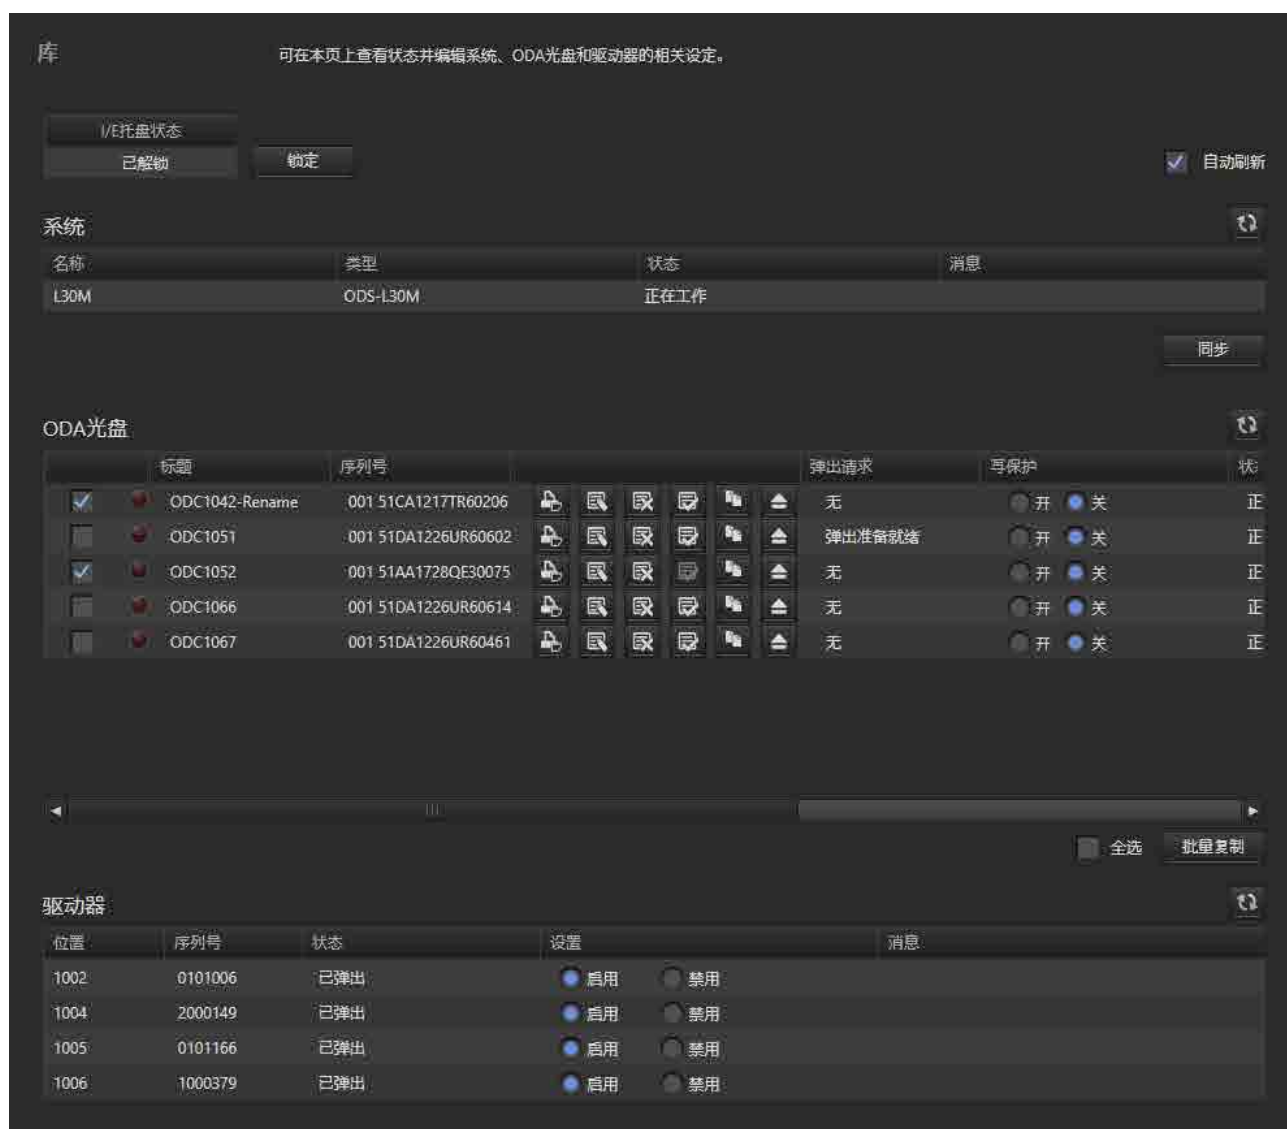 库
可在本页上查看状态并编辑系统、ODA光盘和驱动器的相关设定。
I/E托盘状态
已解锁 锁定 自动刷新
系统
名称 类型 状态 消息
L30M ODS-L30M 正在工作
同步
ODA光盘
标题 序列号 弹出请求 写保护 状
ODC1042-Rename 001 51CA1217TR60206 无 开 关 正
ODC1051 001 51DA1226UR60602 弹出准备就绪 开 关 正
ODC1052 001 51AA1728QE30075 无 开 关 正
ODC1066 001 51DA1226UR60614 无 开 关 正
ODC1067 001 51DA1226UR60461 无 开 关 正
全选 批量复制
驱动器
位置 序列号 状态 设置 消息
1002 0101006 已弹出 启用 禁用
1004 2000149 已弹出 启用 禁用
1005 0101166 已弹出 启用 禁用
1006 1000379 已弹出 启用 禁用